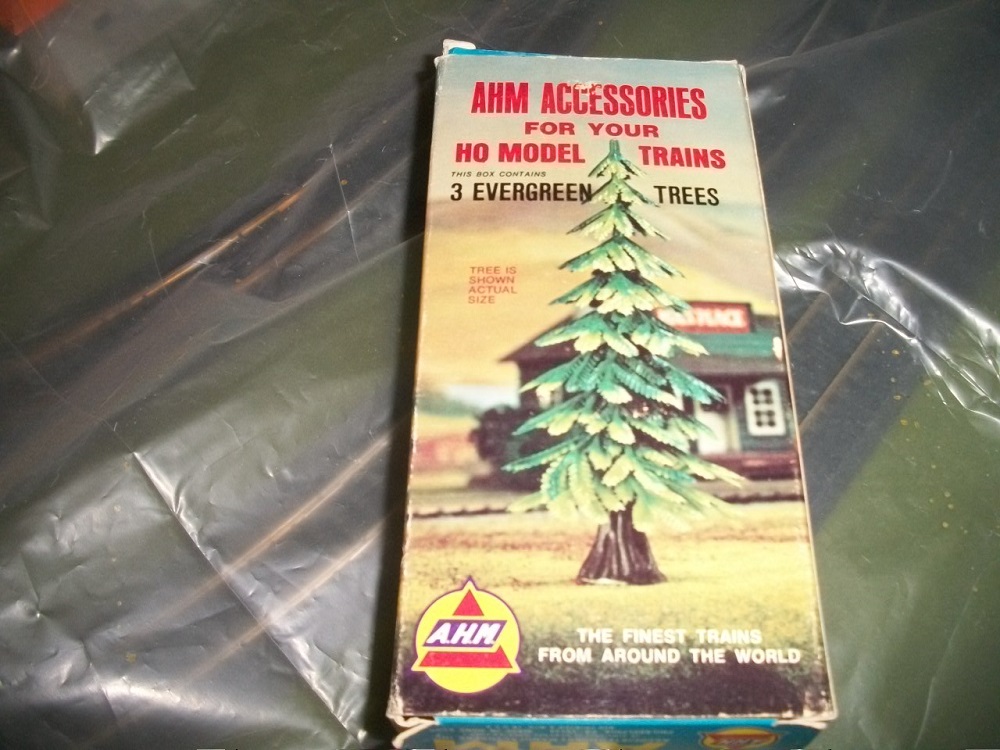 AHM ACCESSORIES
FOR YOUR
HO MODEL TRAINS
THIS BOX CONTAINS
3 EVERGREEN TREES
TREE IS
SHOWN
ACTUAL
SIZE
A.H.M.
THE FINEST TRAINS
FROM AROUND THE WORLD